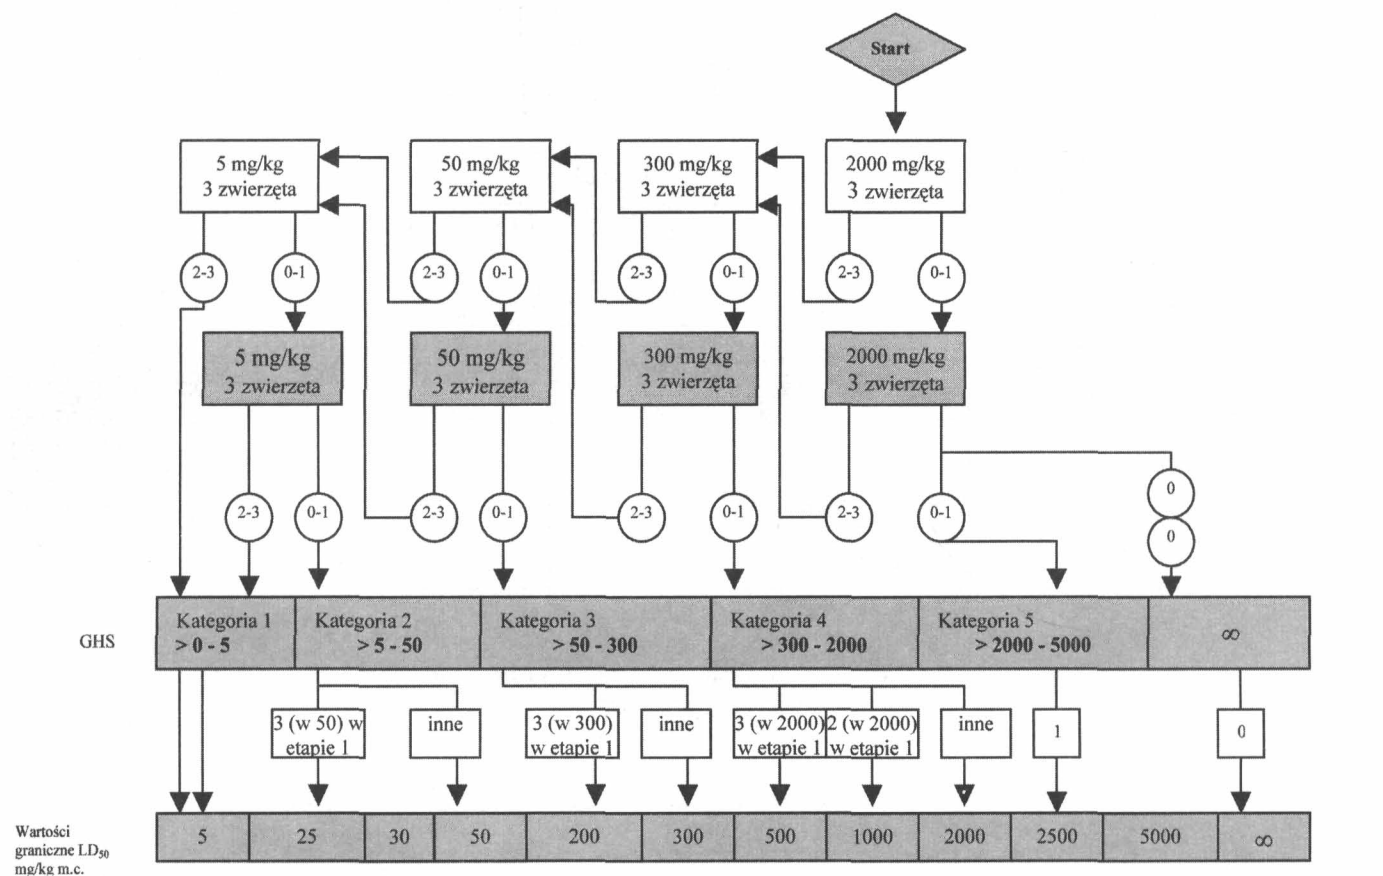 Start
5 mg/kg
3 zwierzęta
50 mg/kg
3 zwierzęta
300 mg/kg
3 zwierzęta
2000 mg/kg
3 zwierzęta
2-3
0-1
2-3
0-1
2-3
0-1
2-3
0-1
5 mg/kg
3 zwierzeta
50 mg/kg
3 zwierzęta
300 mg/kg
3 zwierzęta
2000 mg/kg
3 zwierzęta
2-3
0-1
2-3
0-1
2-3
0-1
2-3
0-1
0
0
GHS
Kategoria 1
> 0 - 5
Kategoria 2
> 5 - 50
Kategoria 3
> 50 - 300
Kategoria 4
> 300 - 2000
Kategoria 5
> 2000 - 5000
∞
3 (w 50) w
etapie 1
inne
3 (w 300)
w etapie 1
inne
3 (w 2000)
w etapie 1
2 (w 2000)
w etapie 1
inne
1
0
Wartości
graniczne LD50
mg/kg m.c.
5
25
30
50
200
300
500
1000
2000
2500
5000
∞